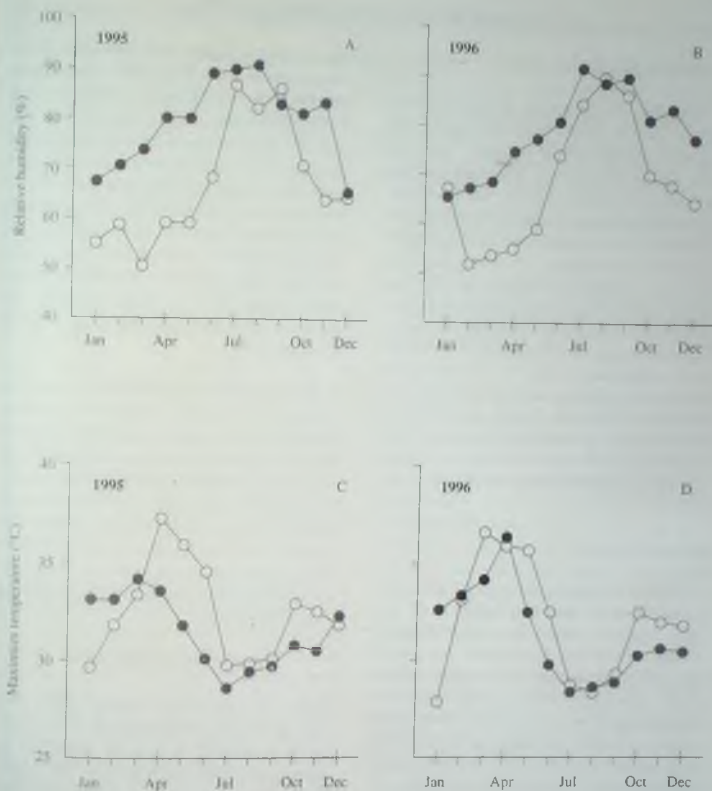 100
1995 A
1996 B
90
80
70
60
50
40
Relative humidity (%)
Jan Apr Jul Oct Dec
Jan Apr Jul Oct Dec
40
1995 C
1996 D
35
30
25
Maximum temperature (°C)
Jan Apr Jul Oct Dec
Jan Apr Jul Oct Dec